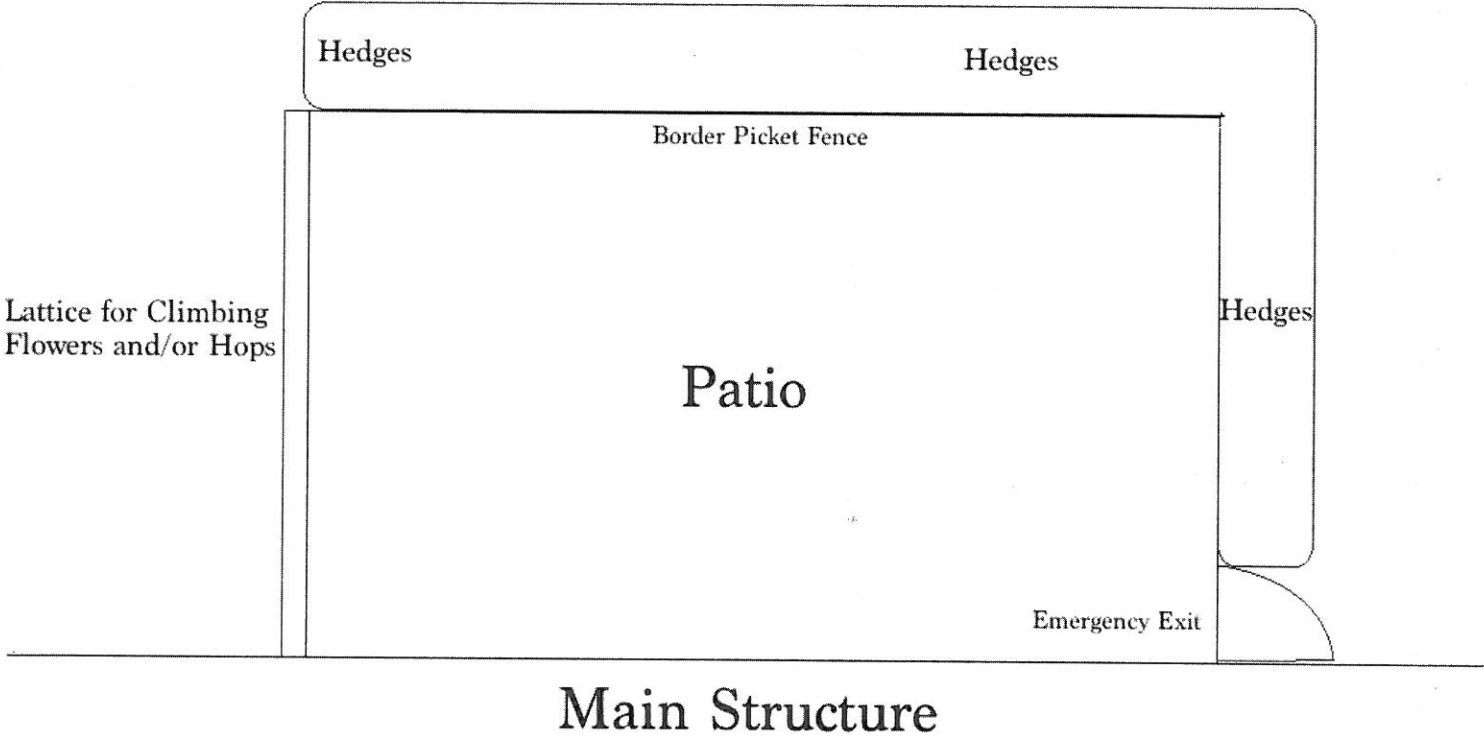 Hedges
Hedges
Border Picket Fence
Lattice for Climbing
Flowers and/or Hops
Hedges
Patio
Emergency Exit
Main Structure